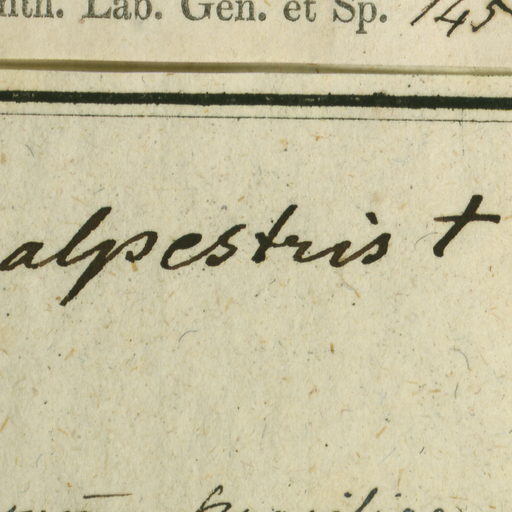 nth. Lab. Gen. et Sp. 145
alpestris †